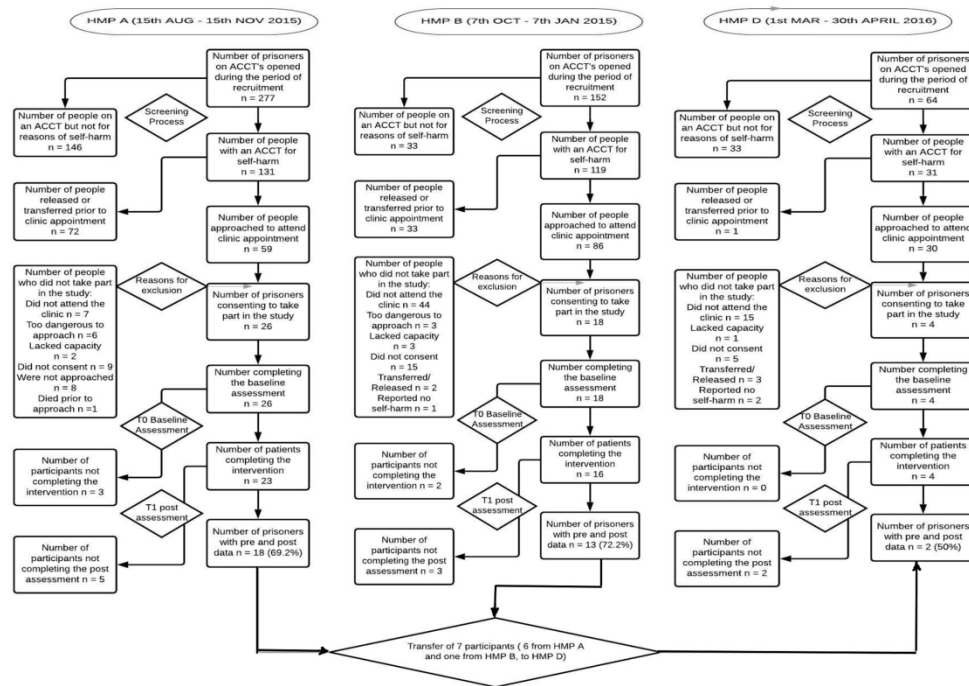 HMP A (15th AUG - 15th NOV 2015)
Number of prisoners
on ACCT's opened
during the period of
recruitment
n = 277
Screening
Process
Number of people on
an ACCT but not for
reasons of self-harm
n = 146
Number of people
with an ACCT for
self-harm
n = 131
Number of people
released or
transferred prior to
clinic appointment
n = 72
Number of people
approached to attend
clinic appointment
n = 59
Number of people
who did not take part
in the study:
Did not attend the
clinic n = 7
Too dangerous to
approach n =6
Lacked capacity
n = 2
Did not consent n = 9
Were not approached
n = 8
Died prior to
approach n =1
Reasons for
exclusion
Number of prisoners
consenting to take
part in the study
n = 26
Number completing
the baseline
assessment
n = 26
T0 Baseline
Assessment
Number of
participants not
completing the
intervention n = 3
Number of patients
completing the
intervention
n = 23
T1 post
assessment
Number of
participants not
completing the post
assessment n = 5
Number of prisoners
with pre and post
data n = 18 (69.2%)
HMP B (7th OCT - 7th JAN 2015)
Number of prisoners
on ACCT's opened
during the period of
recruitment
n = 152
Screening
Process
Number of people on
an ACCT but not for
reasons of self-harm
n = 33
Number of people
with an ACCT for
self-harm
n = 119
Number of people
released or
transferred prior to
clinic appointment
n = 33
Number of people
approached to attend
clinic appointment
n = 86
Number of people
who did not take part
in the study:
Did not attend the
clinic n = 44
Too dangerous to
approach n = 3
Lacked capacity
n = 3
Did not consent
n = 15
Transferred/
Released n = 2
Reported no
self-harm n = 1
Reasons for
exclusion
Number of prisoners
consenting to take
part in the study
n = 18
Number completing
the baseline
assessment
n = 18
T0 Baseline
Assessment
Number of
participants not
completing the
intervention n = 2
Number of patients
completing the
intervention
n = 16
T1 post
assessment
Number of
participants not
completing the post
assessment n = 3
Number of prisoners
with pre and post
data n = 13 (72.2%)
HMP D (1st MAR - 30th APRIL 2016)
Number of prisoners
on ACCT's opened
during the period of
recruitment
n = 64
Screening
Process
Number of people on
an ACCT but not for
reasons of self-harm
n = 33
Number of people
with an ACCT for
self-harm
n = 31
Number of people
released or
transferred prior to
clinic appointment
n = 1
Number of people
approached to attend
clinic appointment
n = 30
Number of people
who did not take part
in the study:
Did not attend the
clinic n = 15
Lacked capacity
n = 1
Did not consent
n = 5
Transferred/
Released n = 3
Reported no
self-harm n = 2
Reasons for
exclusion
Number of prisoners
consenting to take
part in the study
n = 4
Number completing
the baseline
assessment
n = 4
T0 Baseline
Assessment
Number of
participants not
completing the
intervention n = 0
Number of patients
completing the
intervention
n = 4
T1 post
assessment
Number of
participants not
completing the post
assessment n = 2
Number of prisoners
with pre and post
data n = 2 (50%)
Transfer of 7 participants ( 6 from HMP A
and one from HMP B, to HMP D)